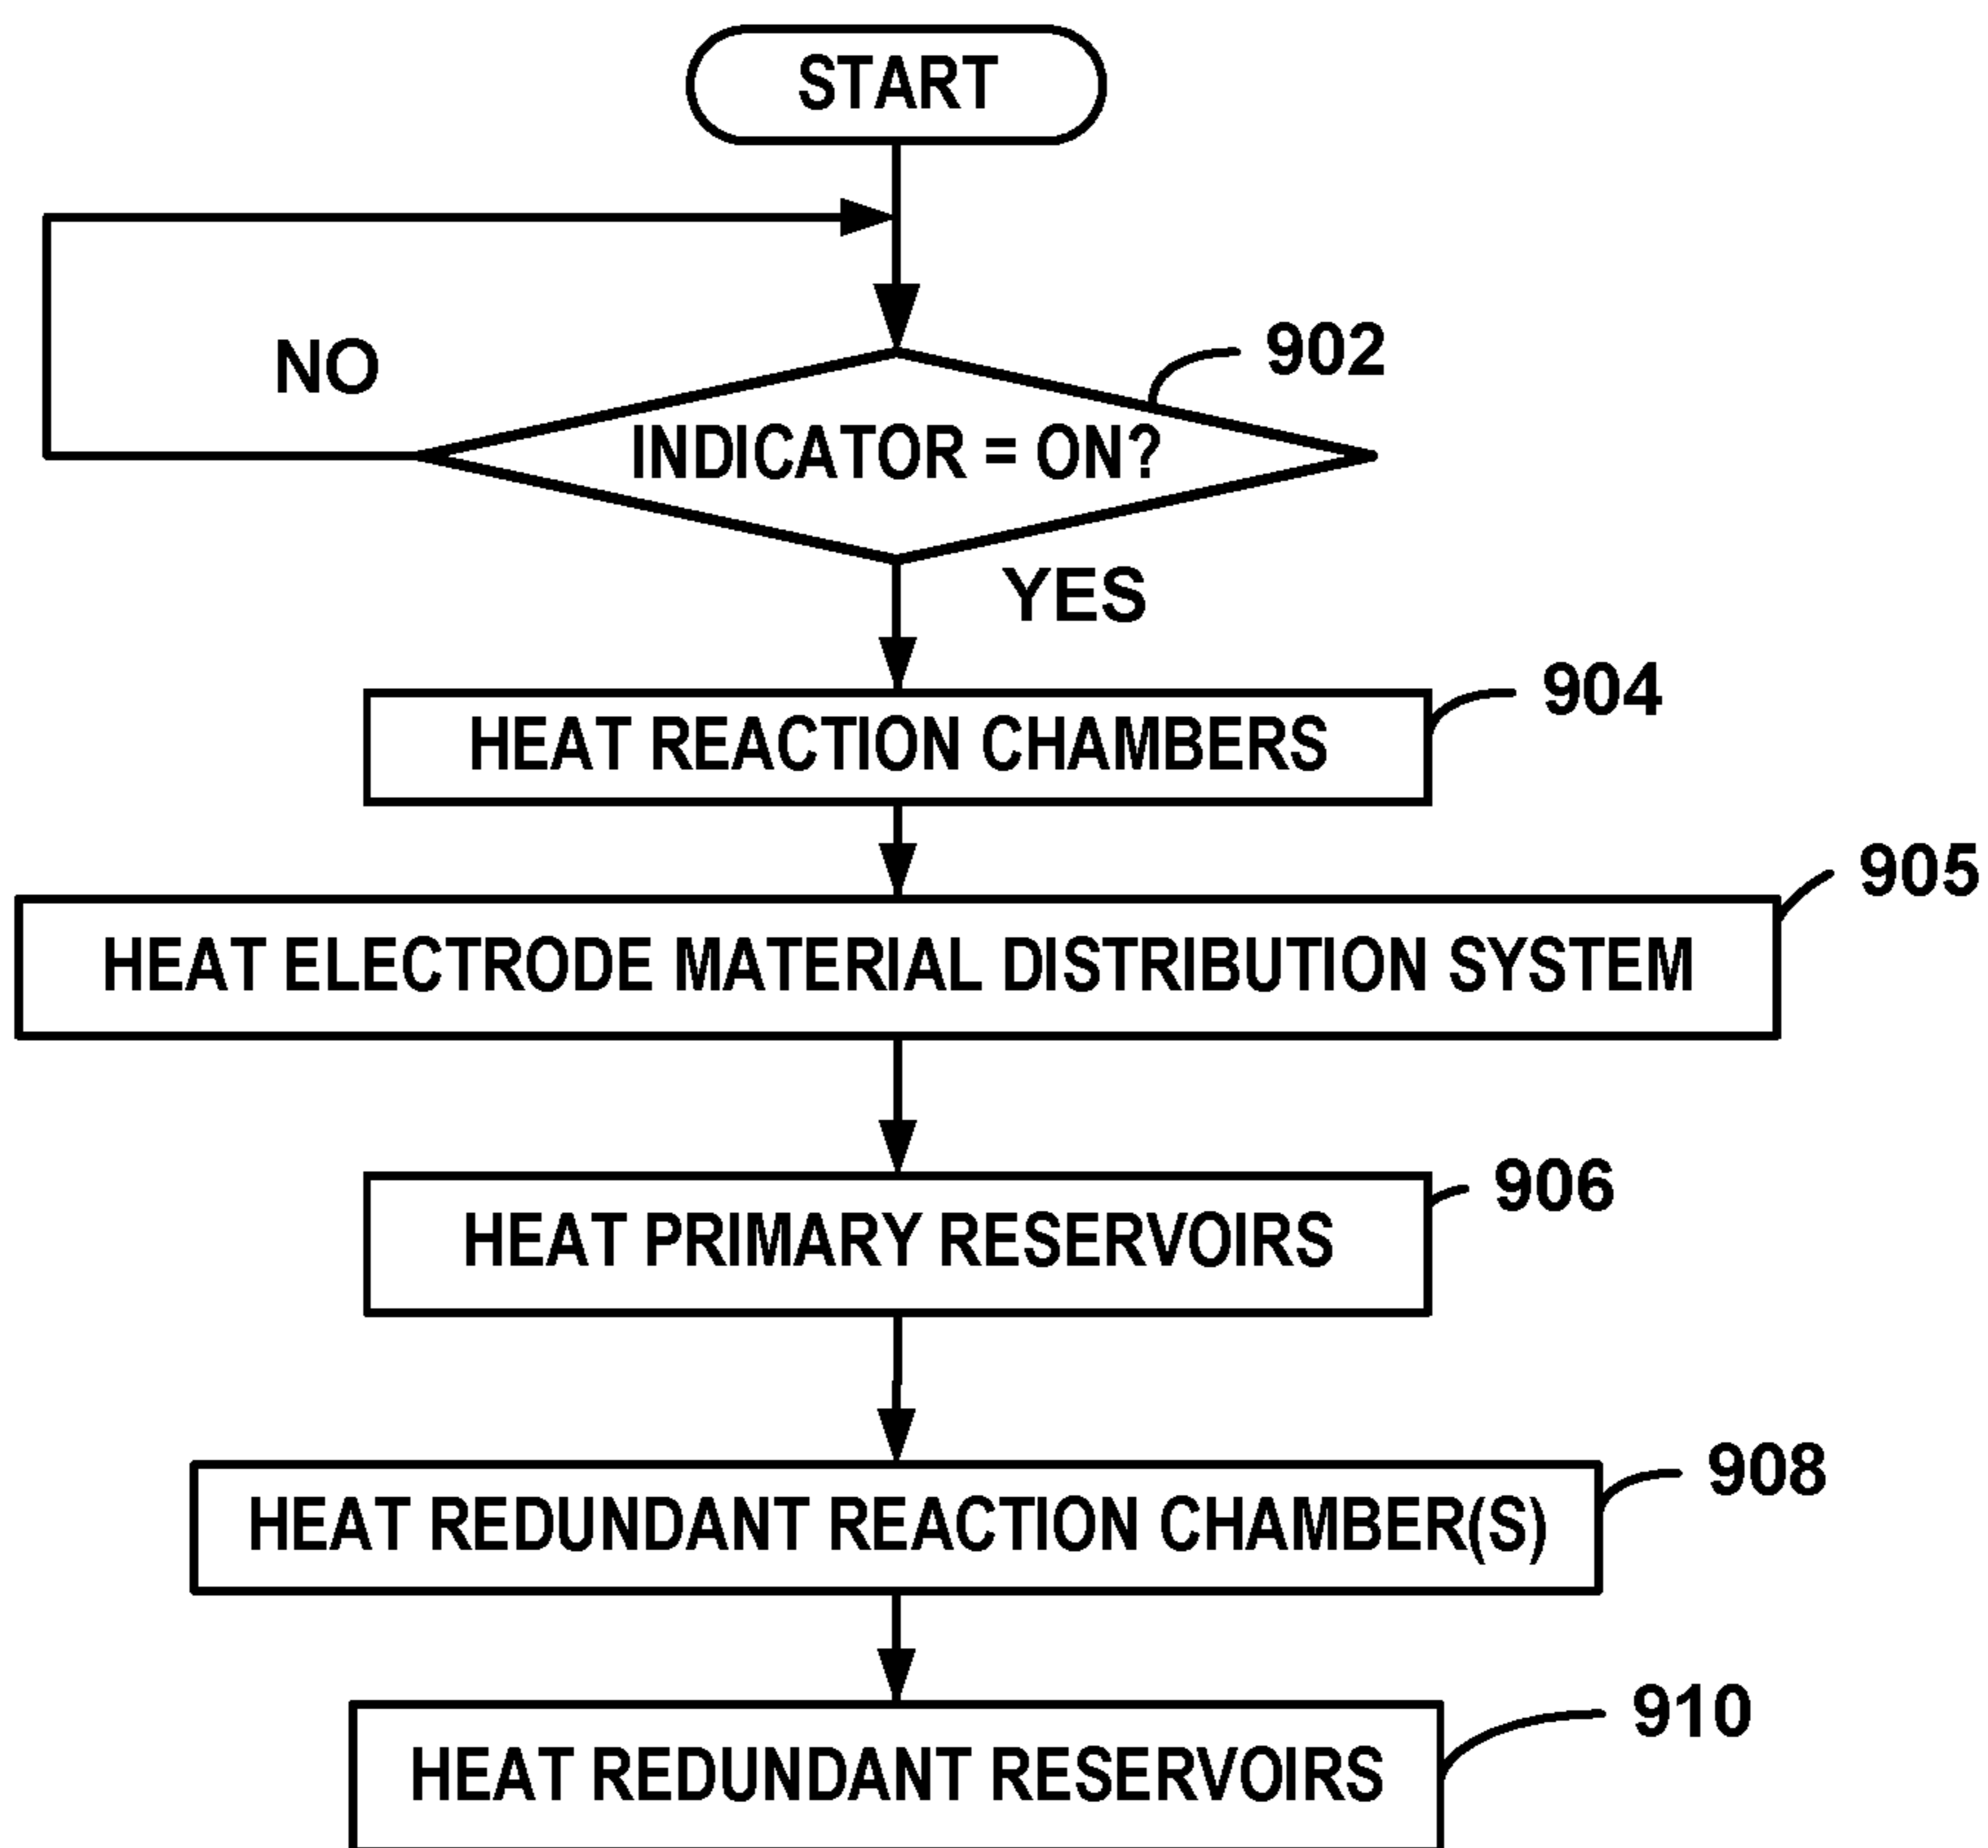 START
NO
902
INDICATOR = ON?
YES
904
HEAT REACTION CHAMBERS
905
HEAT ELECTRODE MATERIAL DISTRIBUTION SYSTEM
906
HEAT PRIMARY RESERVOIRS
908
HEAT REDUNDANT REACTION CHAMBER(S)
910
HEAT REDUNDANT RESERVOIRS